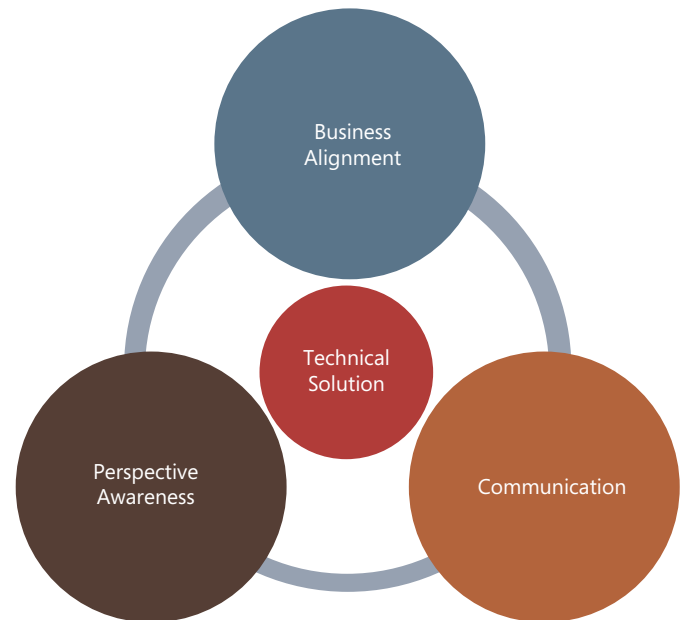 Business
Alignment
Technical
Solution
Perspective
Awareness
Communication